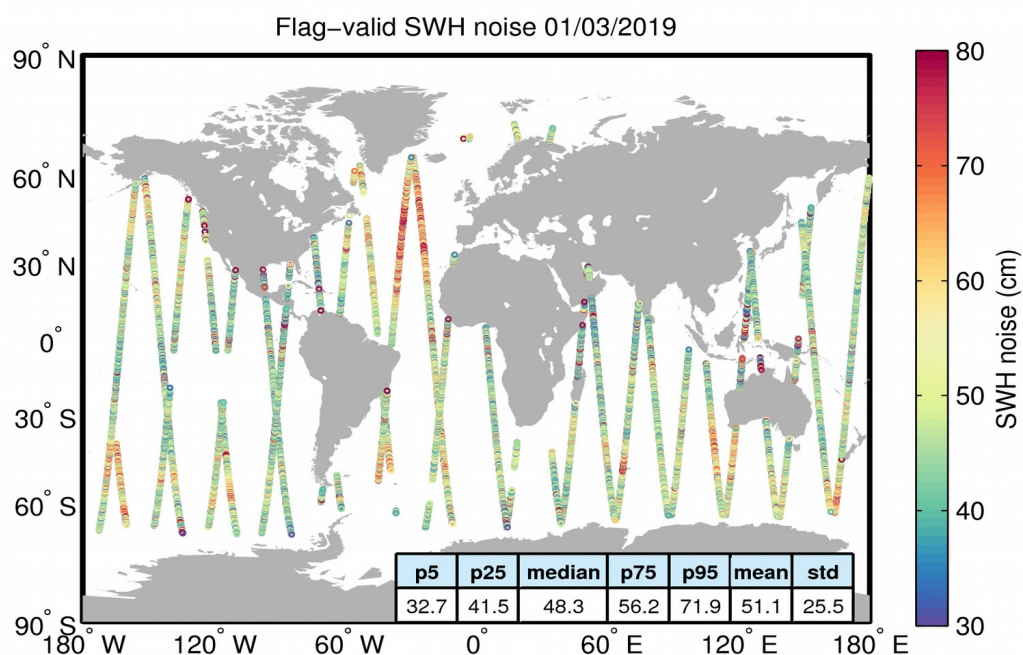 Flag−valid SWH noise 01/03/2019
90° N
60° N
30° N
0°
30° S
60° S
90° S
180° W
120° W
60° W
0°
60° E
120° E
180° E
80
70
60
50
40
30
SWH noise (cm)
p5 p25 median p75 p95 mean std
32.7 41.5 48.3 56.2 71.9 51.1 25.5